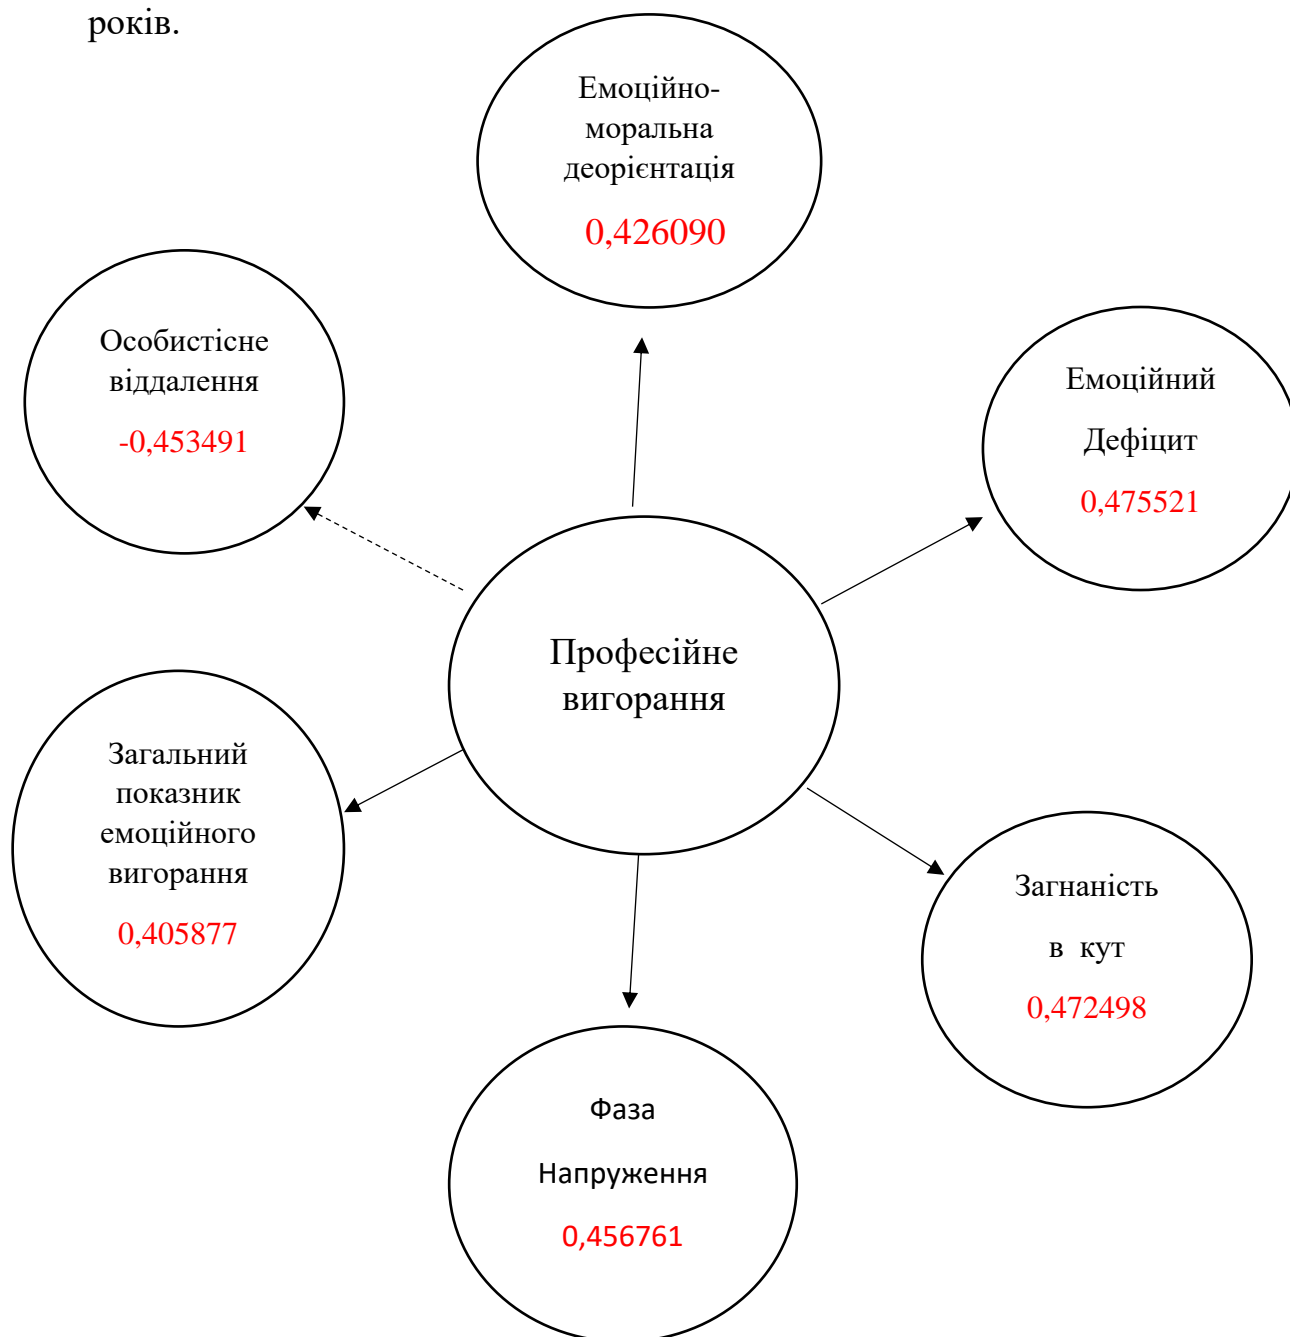 років.
Емоційно-
моральна
деорієнтація
0,426090
Особистісне
віддалення
-0,453491
Емоційний
Дефіцит
0,475521
Професійне
вигорання
Загальний
показник
емоційного
вигорання
0,405877
Загнаність
в кут
0,472498
Фаза
Напруження
0,456761